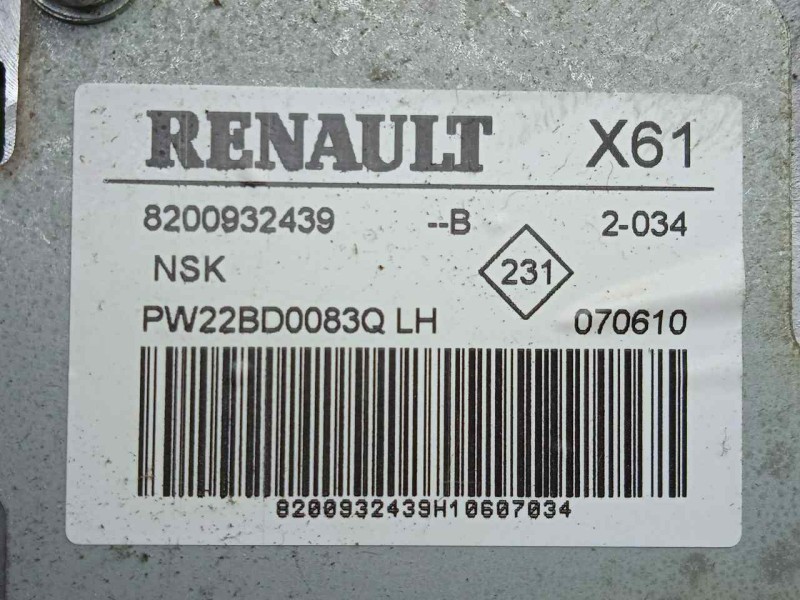 RENAULT X61
8200932439 --B 2-034
NSK 231
PW22BD0083Q LH 070610
8200932439H10607034